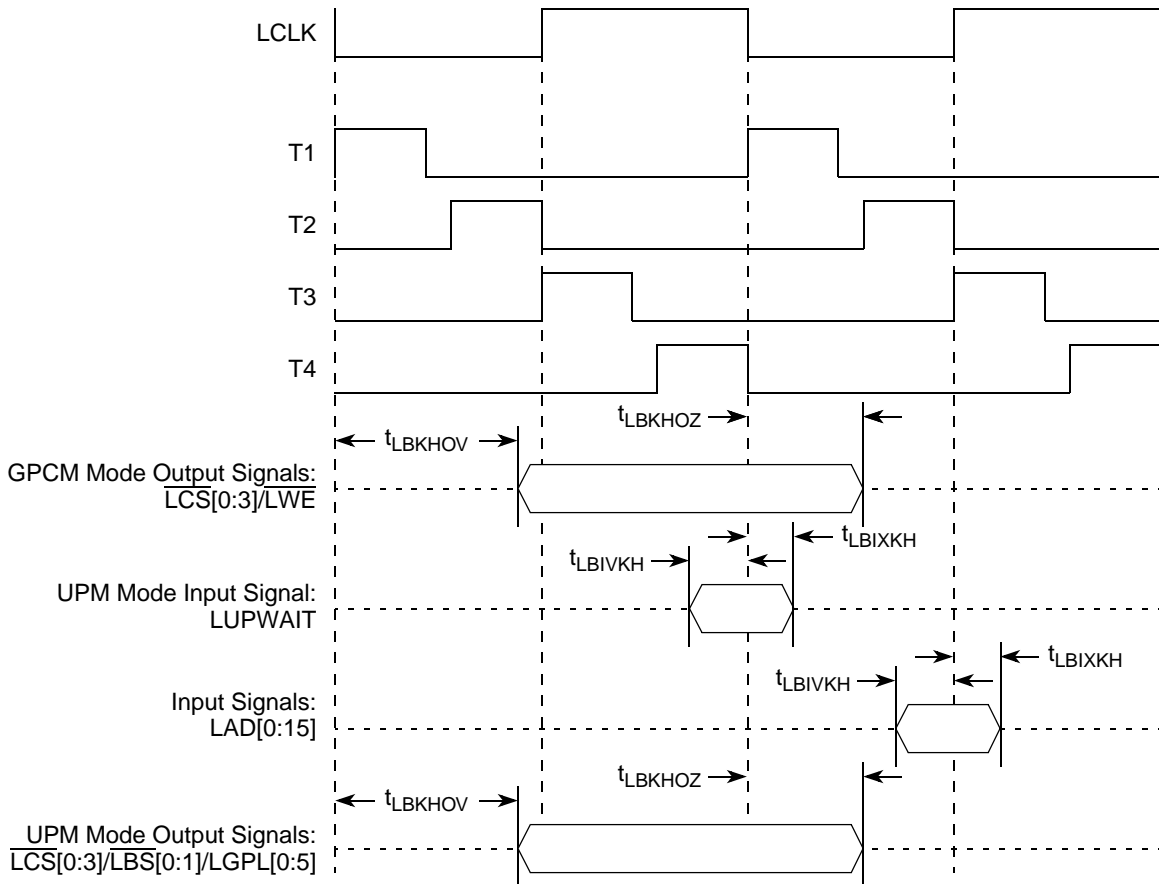 LCLK
T1
T2
T3
T4
tLBKHOZ
tLBKHOV
GPCM Mode Output Signals:
LCS[0:3]/LWE
tLBIXKH
tLBIVKH
UPM Mode Input Signal:
LUPWAIT
tLBIXKH
tLBIVKH
Input Signals:
LAD[0:15]
tLBKHOZ
tLBKHOV
UPM Mode Output Signals:
LCS[0:3]/LBS[0:1]/LGPL[0:5]